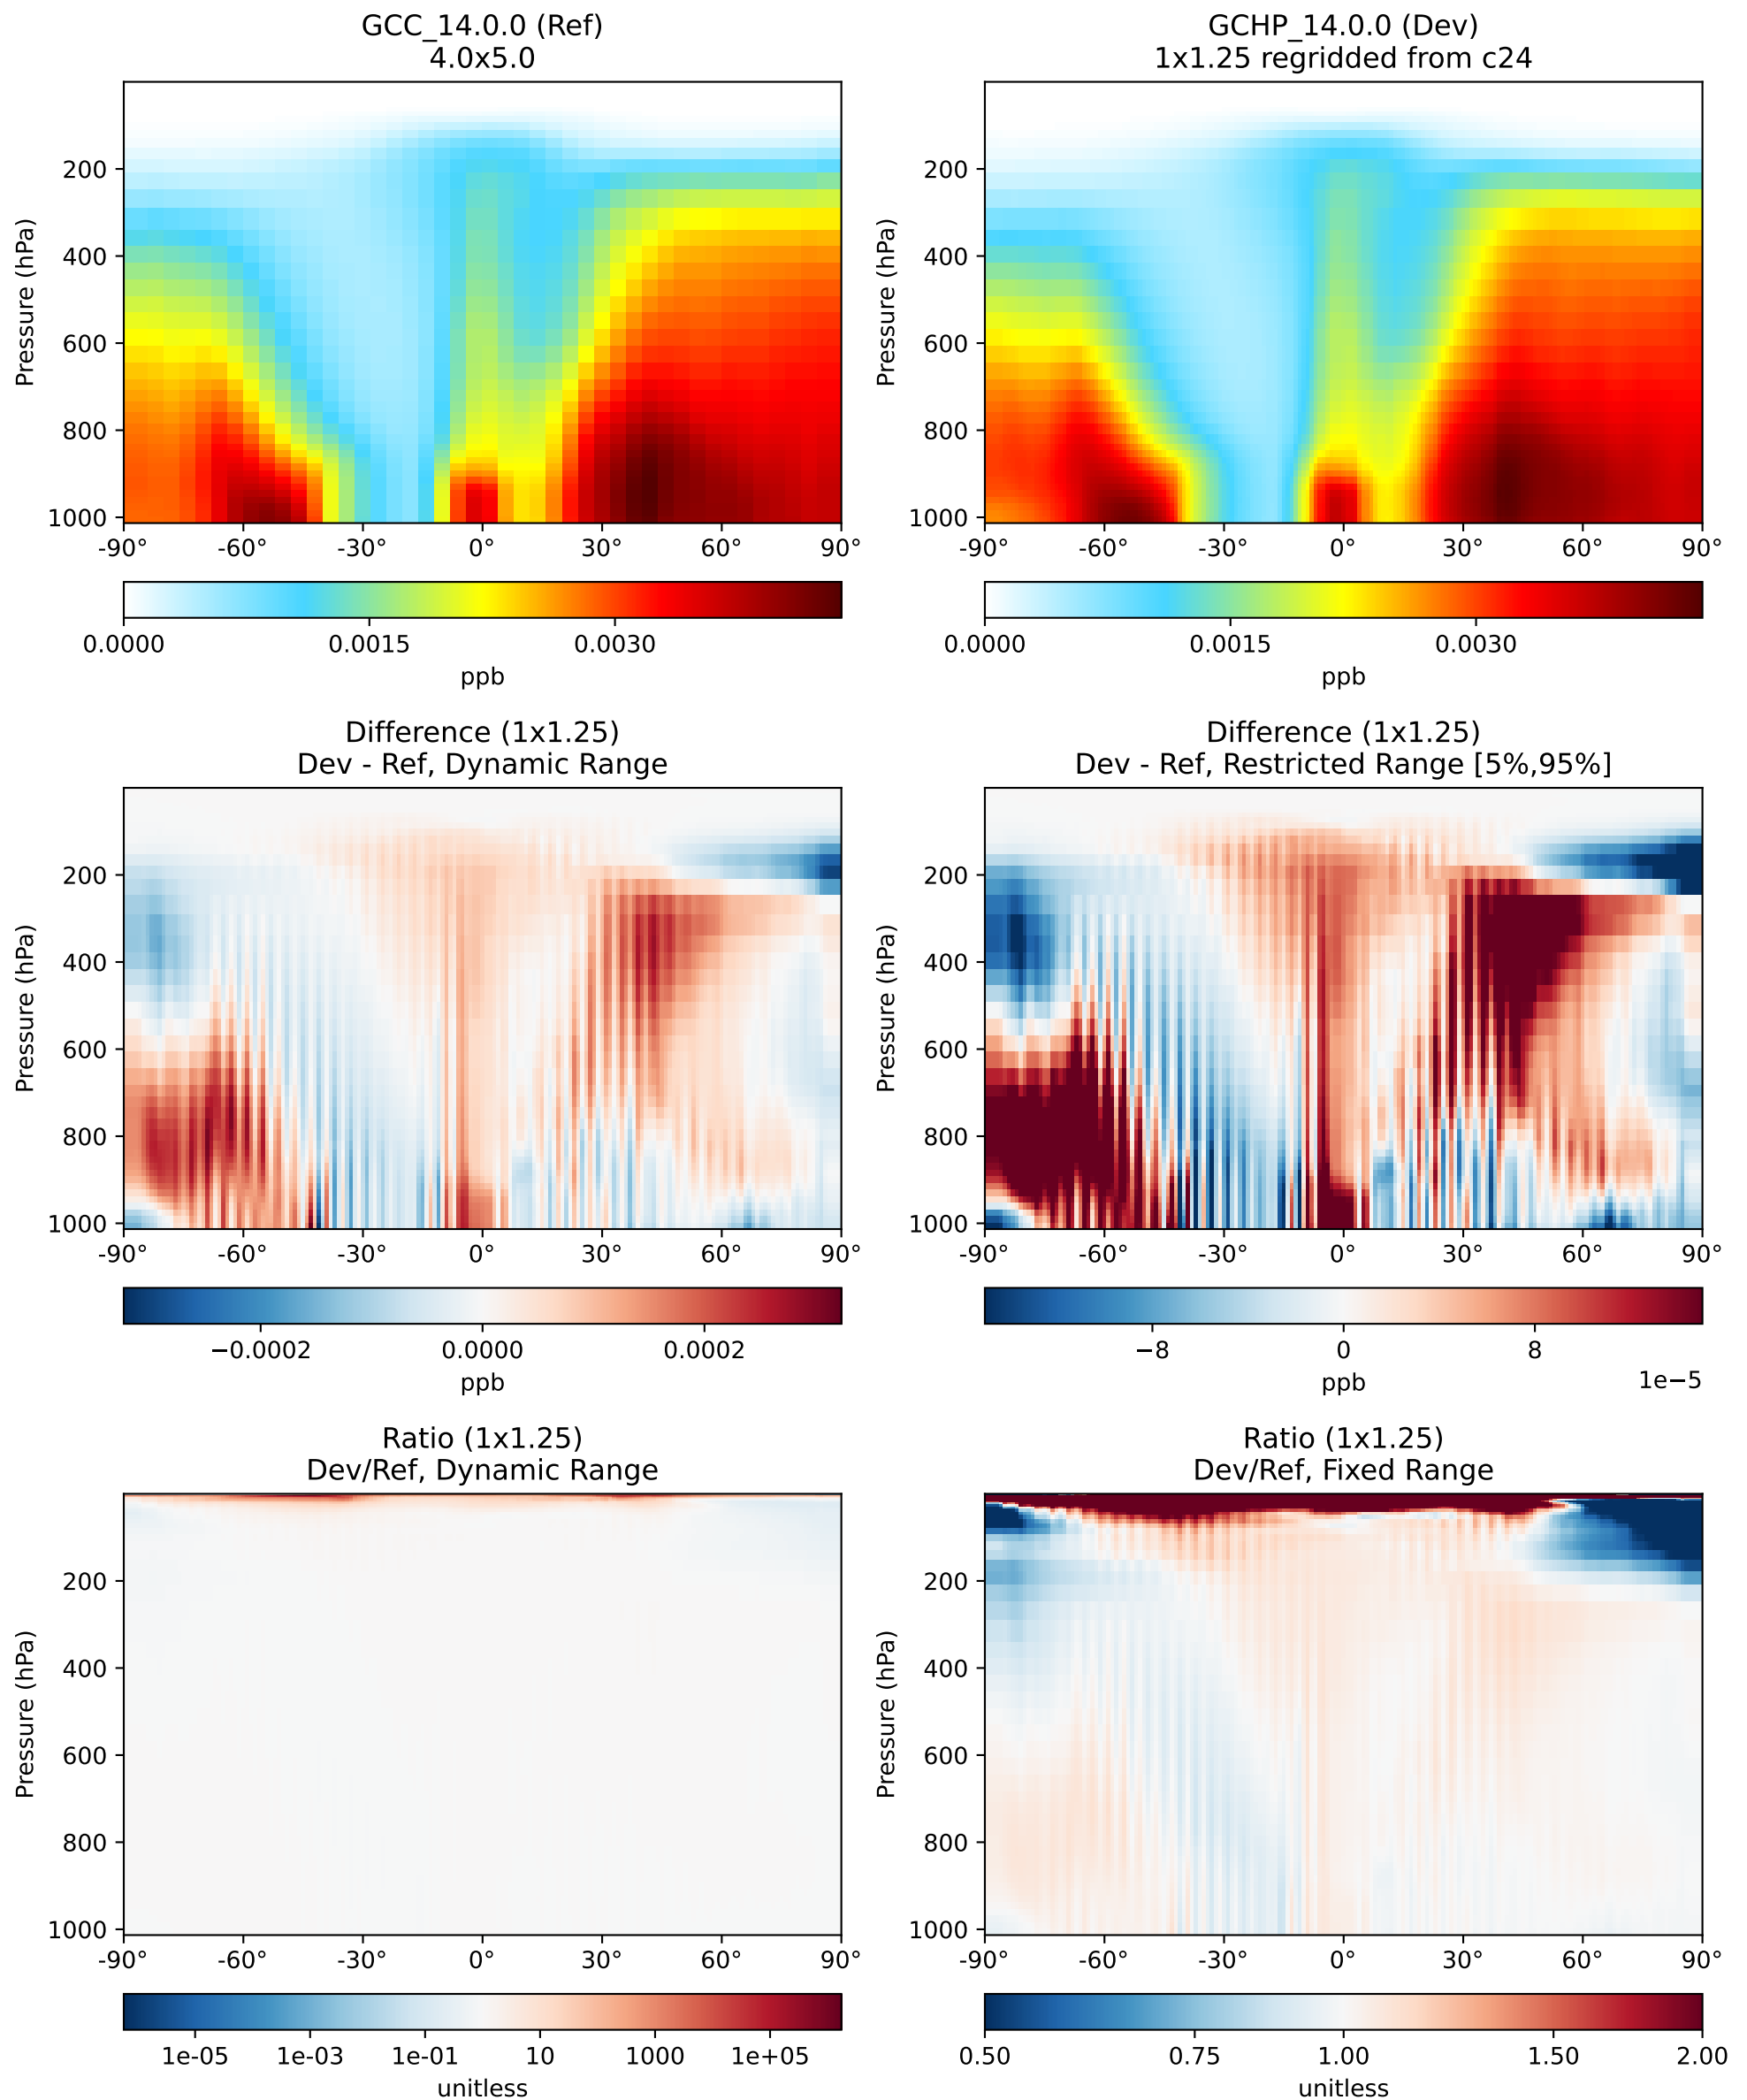 GCC_14.0.0 (Ref)
4.0x5.0
Pressure (hPa)
200
400
600
800
1000
-90° -60° -30° 0° 30° 60° 90°
0.0000 0.0015 0.0030
ppb
GCHP_14.0.0 (Dev)
1x1.25 regridded from c24
Pressure (hPa)
200
400
600
800
1000
-90° -60° -30° 0° 30° 60° 90°
0.0000 0.0015 0.0030
ppb
Difference (1x1.25)
Dev - Ref, Dynamic Range
Pressure (hPa)
200
400
600
800
1000
-90° -60° -30° 0° 30° 60° 90°
−0.0002 0.0000 0.0002
ppb
Difference (1x1.25)
Dev - Ref, Restricted Range [5%,95%]
Pressure (hPa)
200
400
600
800
1000
-90° -60° -30° 0° 30° 60° 90°
−8 0 8
ppb
1e−5
Ratio (1x1.25)
Dev/Ref, Dynamic Range
Pressure (hPa)
200
400
600
800
1000
-90° -60° -30° 0° 30° 60° 90°
1e-05 1e-03 1e-01 10 1000 1e+05
unitless
Ratio (1x1.25)
Dev/Ref, Fixed Range
Pressure (hPa)
200
400
600
800
1000
-90° -60° -30° 0° 30° 60° 90°
0.50 0.75 1.00 1.50 2.00
unitless